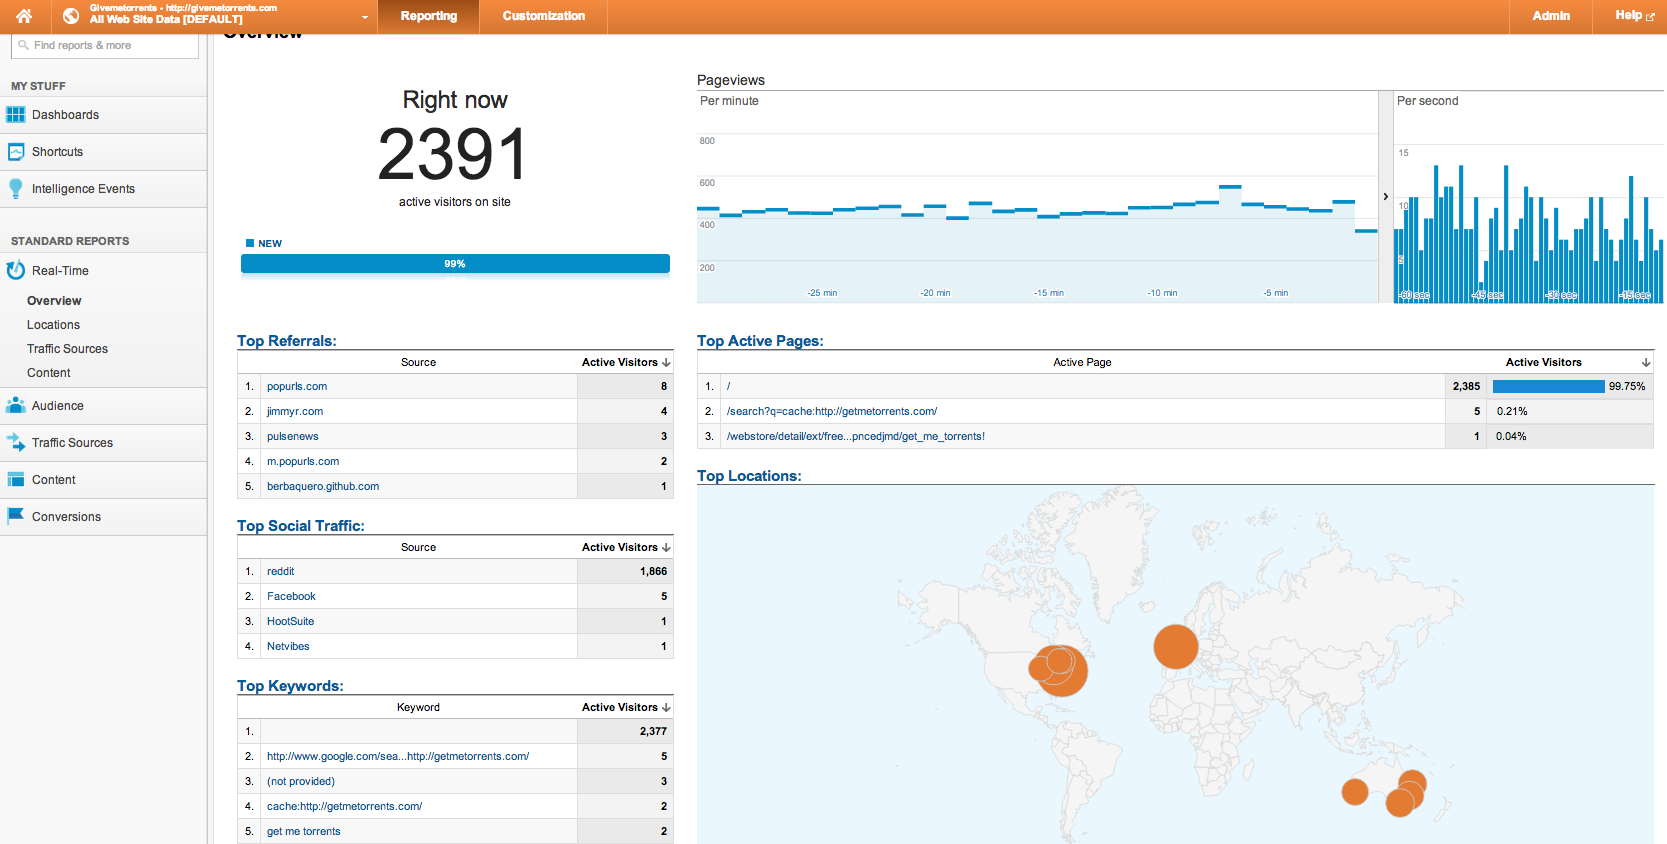 Givemetorrents - http://givemetorrents.com
All Web Site Data [DEFAULT]
Reporting
Customization
Admin
Help
Find reports & more
MY STUFF
Dashboards
Shortcuts
Intelligence Events
STANDARD REPORTS
Real-Time
Overview
Locations
Traffic Sources
Content
Audience
Traffic Sources
Content
Conversions
Overview
Right now
2391
active visitors on site
NEW
99%
Pageviews
Per minute
800
600
400
200
-25 min
-20 min
-15 min
-10 min
-5 min
Per second
15
10
5
-60 sec
-45 sec
-30 sec
-15 sec
Top Referrals:
Source Active Visitors
1. popurls.com 8
2. jimmyr.com 4
3. pulsenews 3
4. m.popurls.com 2
5. berbaquero.github.com 1
Top Social Traffic:
Source Active Visitors
1. reddit 1,866
2. Facebook 5
3. HootSuite 1
4. Netvibes 1
Top Keywords:
Keyword Active Visitors
1. 2,377
2. http://www.google.com/sea...http://getmetorrents.com/ 5
3. (not provided) 3
4. cache:http://getmetorrents.com/ 2
5. get me torrents 2
Top Active Pages:
Active Page Active Visitors
1. / 2,385 99.75%
2. /search?q=cache:http://getmetorrents.com/ 5 0.21%
3. /webstore/detail/ext/free...pncedjmd/get_me_torrents! 1 0.04%
Top Locations: